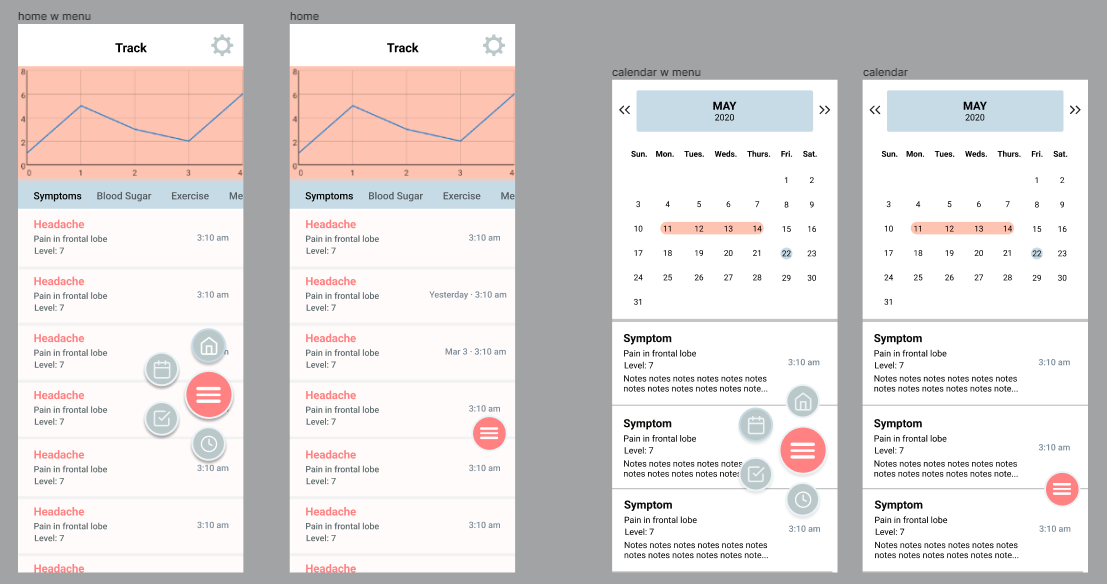 home w menu
Track
8
6
4
2
0
0 1 2 3 4
Symptoms Blood Sugar Exercise Me
Headache
Pain in frontal lobe
Level: 7
3:10 am
Headache
Pain in frontal lobe
Level: 7
3:10 am
Headache
Pain in frontal lobe
Level: 7
Headache
Pain in frontal lobe
Level: 7
Headache
Pain in frontal lobe
Level: 7
3:10 am
Headache
Pain in frontal lobe
Level: 7
3:10 am
Headache
home
Track
8
6
4
2
0
0 1 2 3 4
Symptoms Blood Sugar Exercise Me
Headache
Pain in frontal lobe
Level: 7
3:10 am
Headache
Pain in frontal lobe
Level: 7
Yesterday · 3:10 am
Headache
Pain in frontal lobe
Level: 7
Mar 3 · 3:10 am
Headache
Pain in frontal lobe
Level: 7
3:10 am
Headache
Pain in frontal lobe
Level: 7
3:10 am
Headache
Pain in frontal lobe
Level: 7
3:10 am
Headache
calendar w menu
MAY
2020
Sun. Mon. Tues. Weds. Thurs. Fri. Sat.
1 2
3 4 5 6 7 8 9
10 11 12 13 14 15 16
17 18 19 20 21 22 23
24 25 26 27 28 29 30
31
Symptom
Pain in frontal lobe
Level: 7
3:10 am
Notes notes notes notes notes notes
notes notes notes notes notes note...
Symptom
Pain in frontal lobe
Level: 7
Notes notes notes notes
notes notes notes notes
Symptom
Pain in frontal lobe
Level: 7
3:10 am
Notes notes notes notes notes notes
notes notes notes notes notes note...
calendar
MAY
2020
Sun. Mon. Tues. Weds. Thurs. Fri. Sat.
1 2
3 4 5 6 7 8 9
10 11 12 13 14 15 16
17 18 19 20 21 22 23
24 25 26 27 28 29 30
31
Symptom
Pain in frontal lobe
Level: 7
3:10 am
Notes notes notes notes notes notes
notes notes notes notes notes note...
Symptom
Pain in frontal lobe
Level: 7
3:10 am
Notes notes notes notes notes notes
notes notes notes notes notes note...
Symptom
Pain in frontal lobe
Level: 7
3:10 am
Notes notes notes notes notes notes
notes notes notes notes notes note...